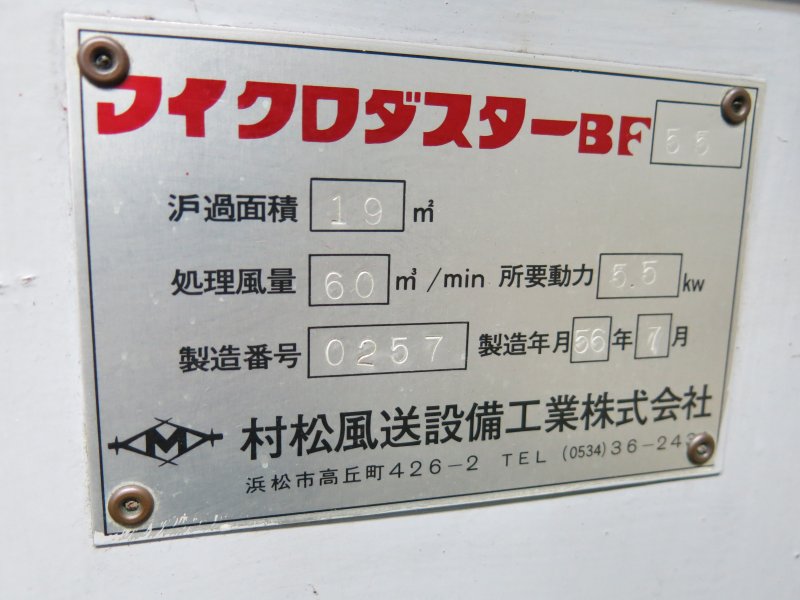 マイクロダスターBF 55
沪過面積 19 ㎡
処理風量 60 ㎥/min 所要動力 5.5 kw
製造番号 0257 製造年月 56年 7月
M 村松風送設備工業株式会社
浜松市高丘町426-2 TEL (0534)36-243